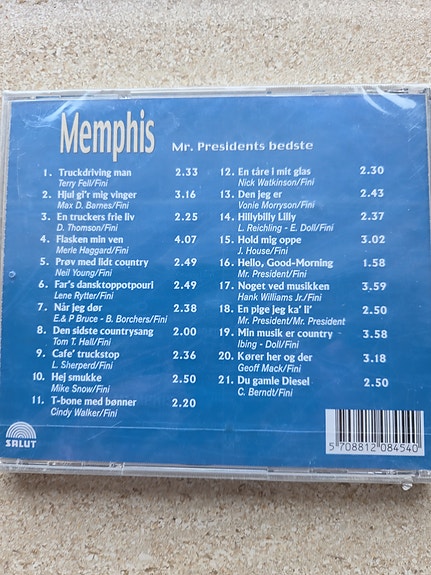 Memphis Mr. Presidents bedste
1. Truckdriving man 2.33
Terry Fell/Fini
2. Hjul gi'r mig vinger 3.16
Max D. Barnes/Fini
3. En truckers frie liv 2.25
D. Thomson/Fini
4. Flasken min ven 4.07
Merle Haggard/Fini
5. Prøv med lidt country 2.49
Neil Young/Fini
6. Far's dansktoppotpouri 2.49
Lene Rytter/Fini
7. Når jeg dør 2.38
E & P Bruce - B. Borchers/Fini
8. Den sidste countrysang 2.00
Tom T. Hall/Fini
9. Cafe' truckstop 2.36
L. Sherperd/Fini
10. Hej smukke 2.50
Mike Snow/Fini
11. T-bone med bønner 2.20
Cindy Walker/Fini
12. En tåre i mit glas 2.30
Nick Watkinson/Fini
13. Den jeg er 2.43
Vonie Morryson/Fini
14. Hillybilly Lilly 2.37
L. Reichling - E. Doll/Fini
15. Hold mig oppe 3.02
J. House/Fini
16. Hello, Good-Morning 1.58
Mr. President/Fini
17. Noget ved musikken 3.59
Hank Williams Jr./Fini
18. En pige jeg ka' li' 2.50
Mr. President/Mr. President
19. Min musik er country 3.58
Ibing - Doll/Fini
20. Kører her og der 3.18
Geoff Mack/Fini
21. Du gamle Diesel 2.50
C. Berndt/Fini
SALUT
5 708812 084540